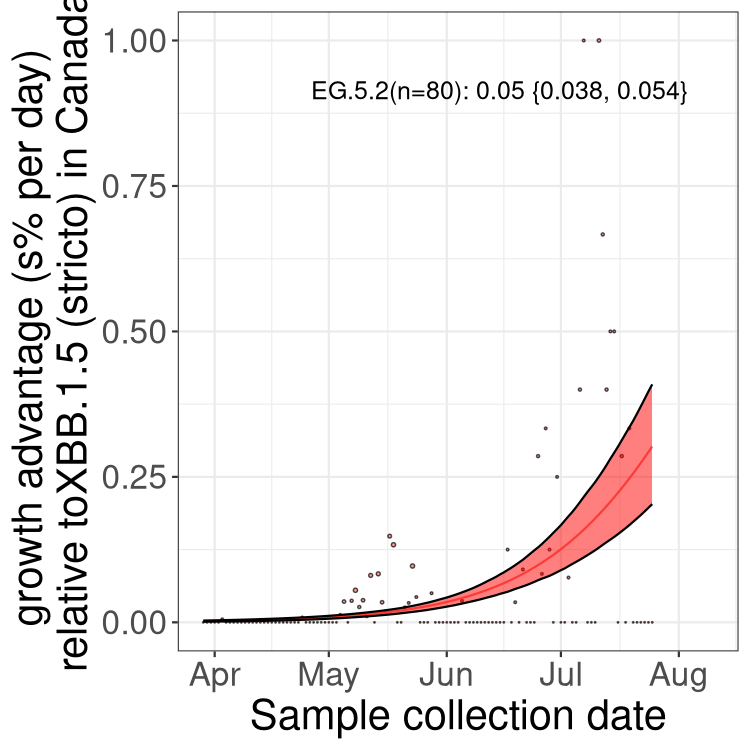 growth advantage (s% per day)
relative toXBB.1.5 (stricto) in Canada
1.00
0.75
0.50
0.25
0.00
EG.5.2(n=80): 0.05 {0.038, 0.054}
Apr May Jun Jul Aug
Sample collection date